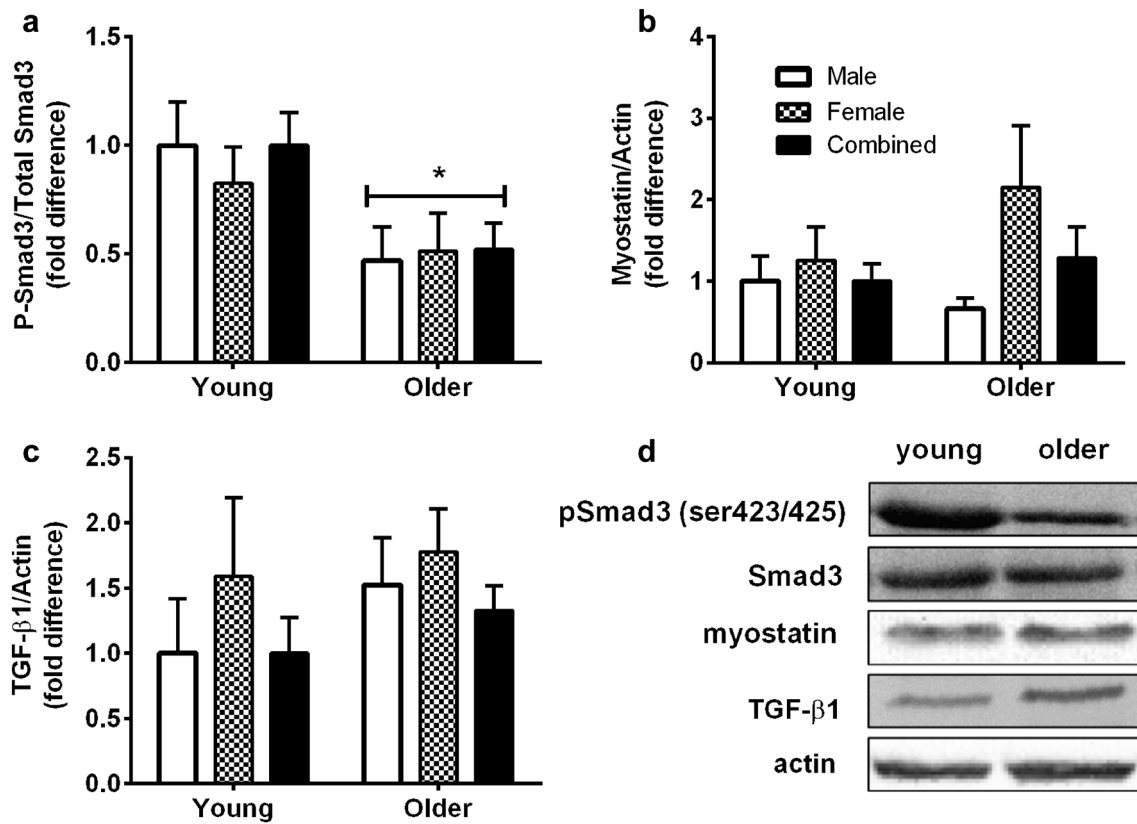 a
P-Smad3/Total Smad3
(fold difference)
1.5
1.0
0.5
0.0
*
Young
Older
b
Myostatin/Actin
(fold difference)
4
3
2
1
0
Male
Female
Combined
Young
Older
c
TGF-β1/Actin
(fold difference)
2.5
2.0
1.5
1.0
0.5
0.0
Young
Older
d
young older
pSmad3 (ser423/425)
Smad3
myostatin
TGF-β1
actin